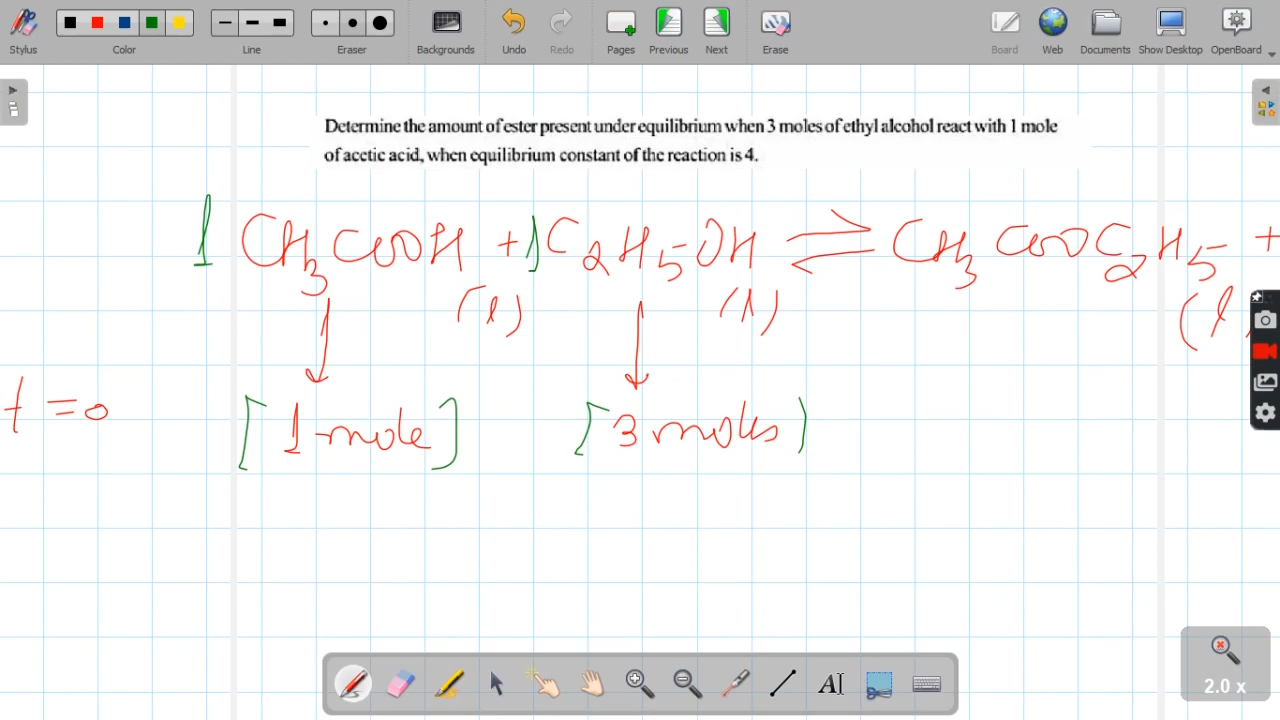 Stylus Color Line Eraser Backgrounds Undo Redo Pages Previous Next Erase Board Web Documents Show Desktop OpenBoard
Determine the amount of ester present under equilibrium when 3 moles of ethyl alcohol react with 1 mole
of acetic acid, when equilibrium constant of the reaction is 4.
1 CH3COOH + 1 C2H5OH ⇌ CH3COOC2H5 +
(l) (l) (l
t = 0 [1 mole] [3 moles)
AI
2.0 x